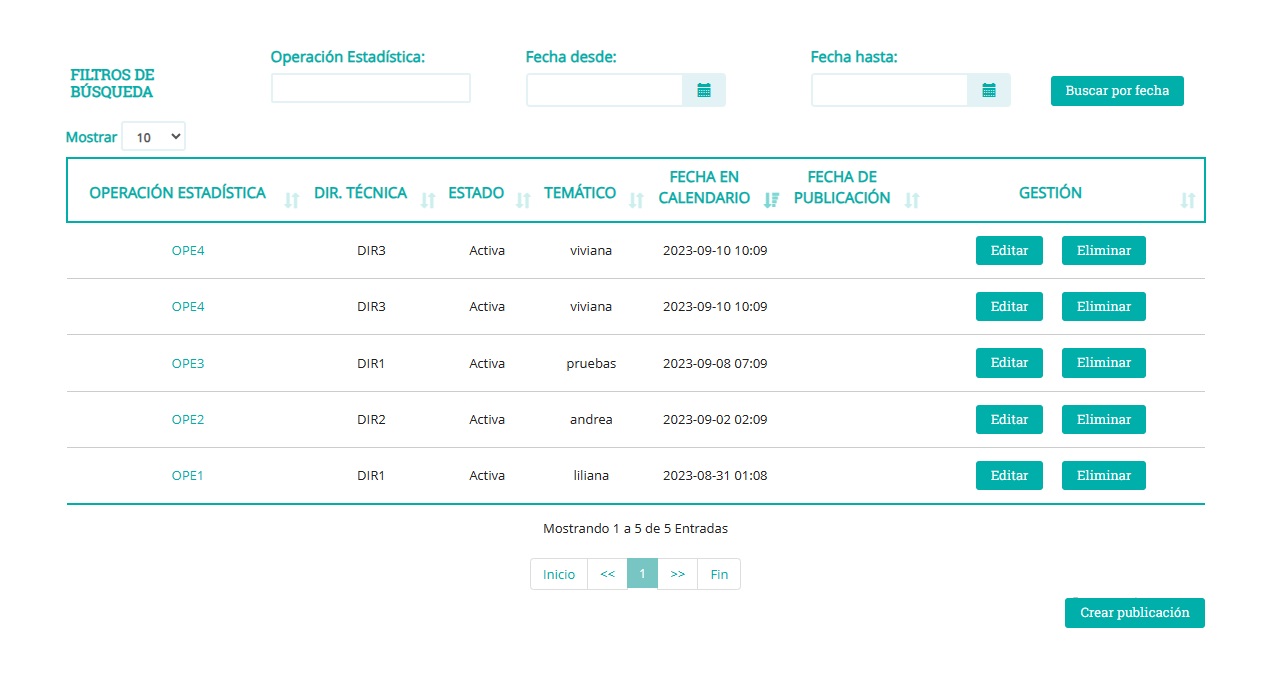 Operación Estadística: Fecha desde: Fecha hasta:
FILTROS DE
BÚSQUEDA
Buscar por fecha
Mostrar 10
OPERACIÓN ESTADÍSTICA DIR. TÉCNICA ESTADO TEMÁTICO FECHA EN CALENDARIO FECHA DE PUBLICACIÓN GESTIÓN
OPE4 DIR3 Activa viviana 2023-09-10 10:09 Editar Eliminar
OPE4 DIR3 Activa viviana 2023-09-10 10:09 Editar Eliminar
OPE3 DIR1 Activa pruebas 2023-09-08 07:09 Editar Eliminar
OPE2 DIR2 Activa andrea 2023-09-02 02:09 Editar Eliminar
OPE1 DIR1 Activa liliana 2023-08-31 01:08 Editar Eliminar
Mostrando 1 a 5 de 5 Entradas
Inicio << 1 >> Fin
Crear publicación